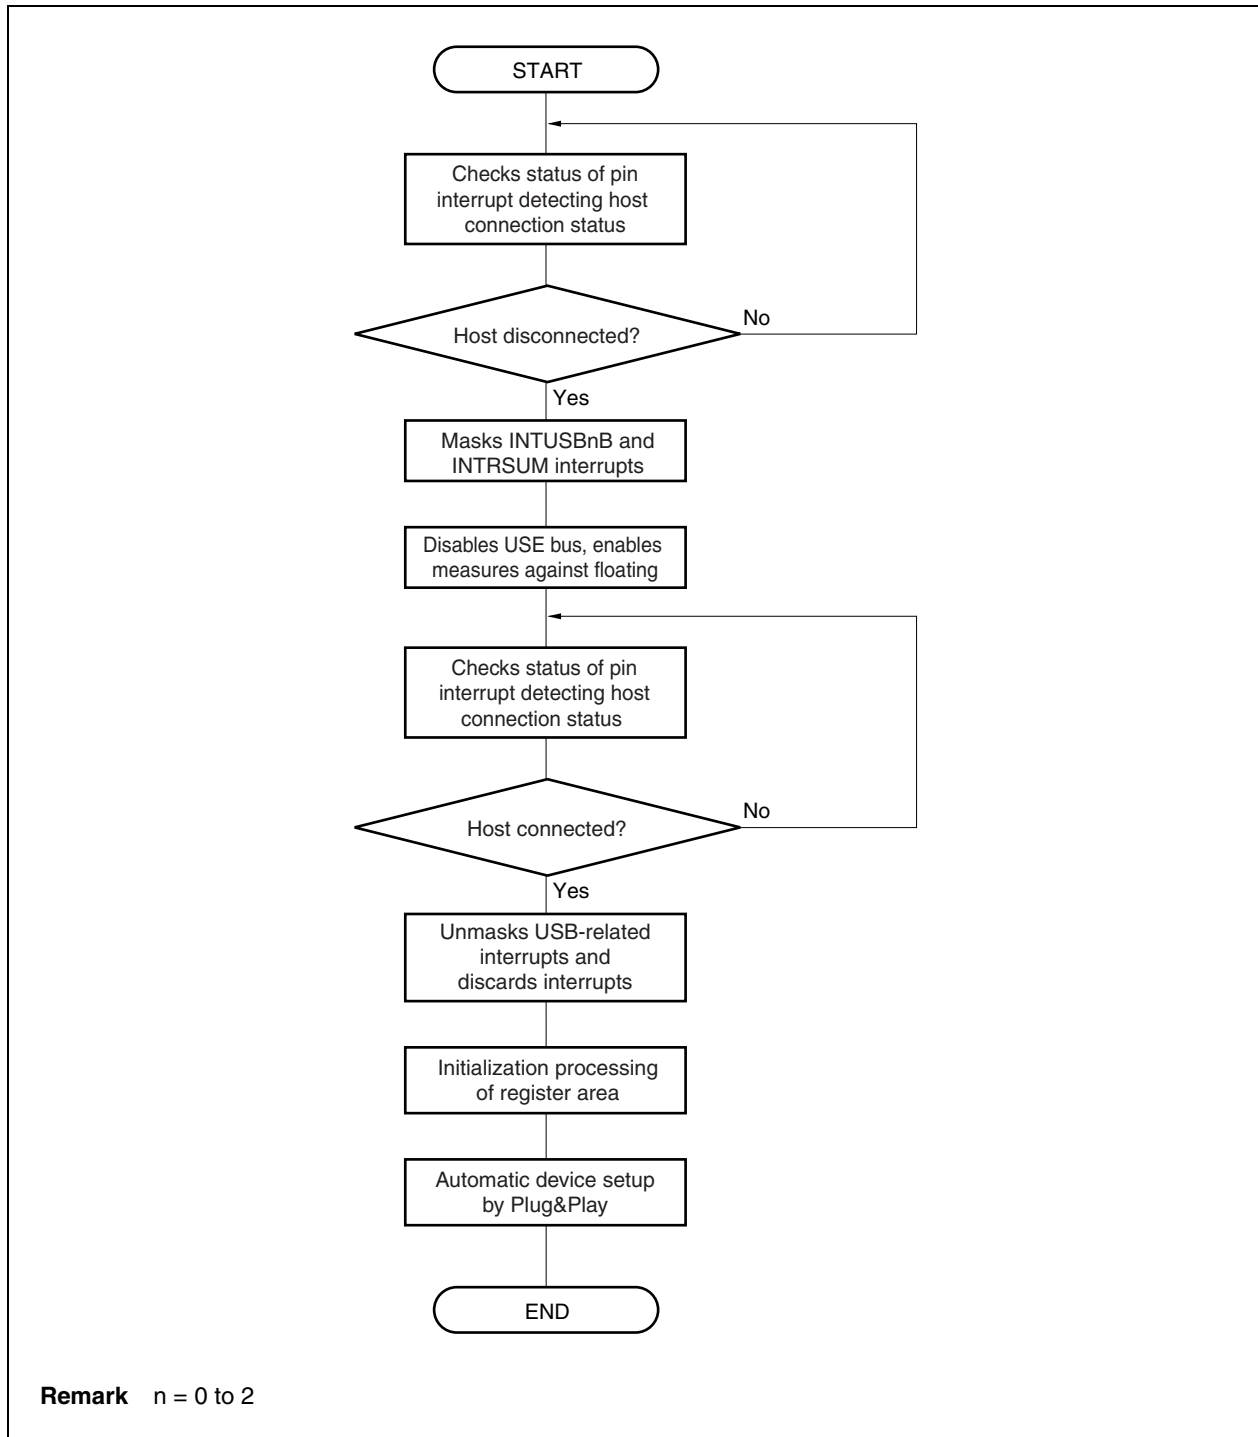 START
Checks status of pin
interrupt detecting host
connection status
Host disconnected?
No
Yes
Masks INTUSBnB and
INTRSUM interrupts
Disables USE bus, enables
measures against floating
Checks status of pin
interrupt detecting host
connection status
Host connected?
No
Yes
Unmasks USB-related
interrupts and
discards interrupts
Initialization processing
of register area
Automatic device setup
by Plug&Play
END
Remark n = 0 to 2